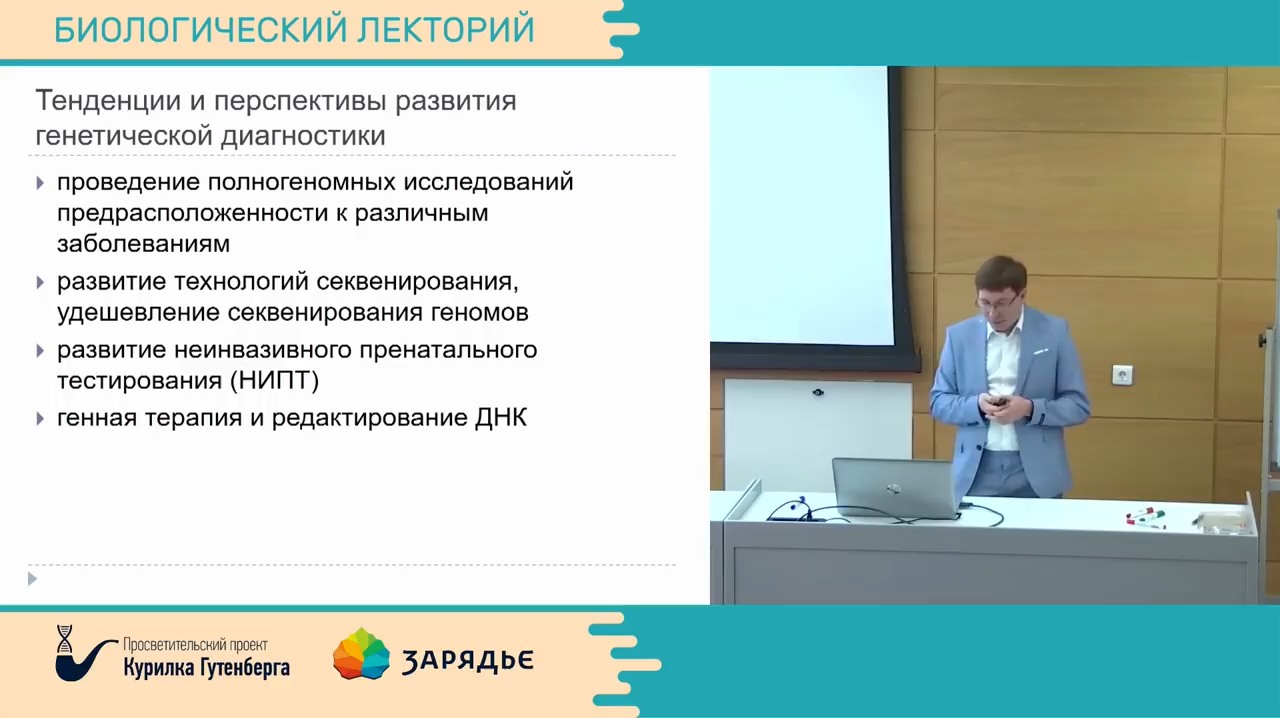 БИОЛОГИЧЕСКИЙ ЛЕКТОРИЙ
Тенденции и перспективы развития
генетической диагностики
проведение полногеномных исследований
предрасположенности к различным
заболеваниям
развитие технологий секвенирования,
удешевление секвенирования геномов
развитие неинвазивного пренатального
тестирования (НИПТ)
генная терапия и редактирование ДНК
Просветительский проект
Курилка Гутенберга
ЗАРЯДЬЕ